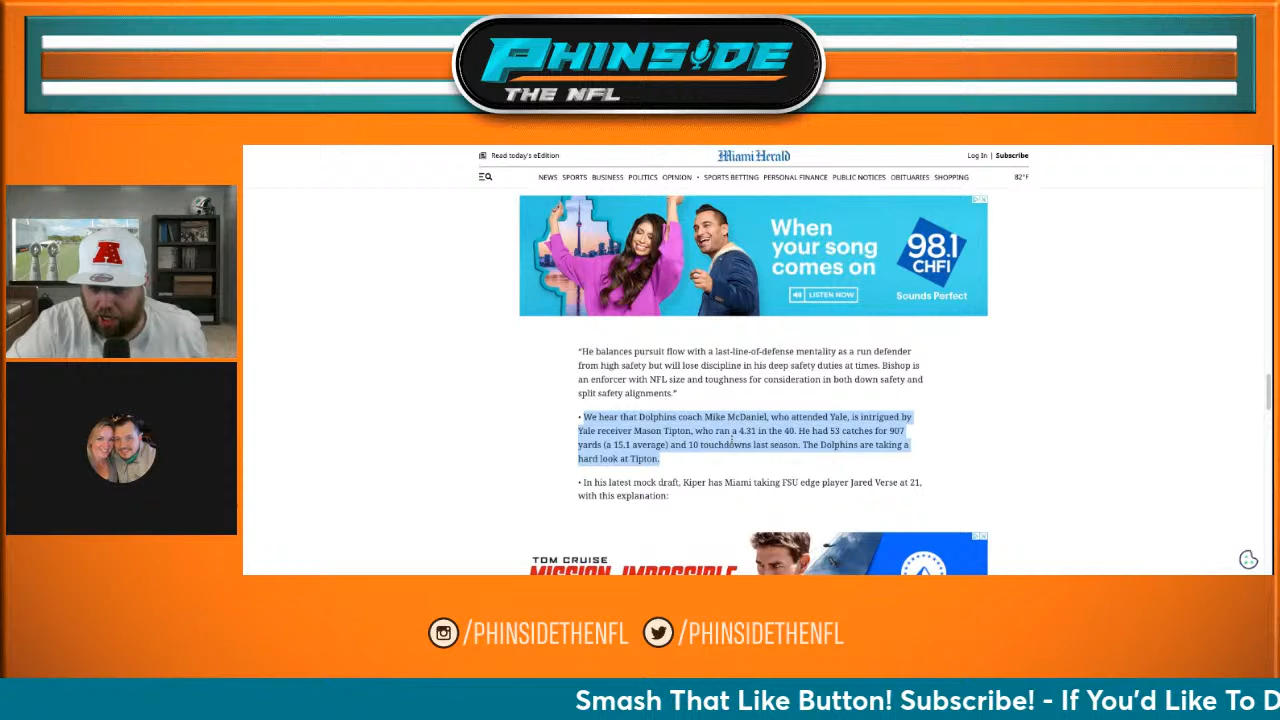 PHINSIDE
THE NFL
Read today's eEdition
Miami Herald
Log In | Subscribe
NEWS SPORTS BUSINESS POLITICS OPINION • SPORTS BETTING PERSONAL FINANCE PUBLIC NOTICES OBITUARIES SHOPPING
82°F
When
your song
comes on
LISTEN NOW
98.1
CHFI
Sounds Perfect
A
“He balances pursuit flow with a last-line-of-defense mentality as a run defender
from high safety but will lose discipline in his deep safety duties at times. Bishop is
an enforcer with NFL size and toughness for consideration in both down safety and
split safety alignments.”
• We hear that Dolphins coach Mike McDaniel, who attended Yale, is intrigued by
Yale receiver Mason Tipton, who ran a 4.31 in the 40. He had 53 catches for 907
yards (a 15.1 average) and 10 touchdowns last season. The Dolphins are taking a
hard look at Tipton.
• In his latest mock draft, Kiper has Miami taking FSU edge player Jared Verse at 21,
with this explanation:
TOM CRUISE
MISSION: IMPOSSIBLE
/PHINSIDETHENFL /PHINSIDETHENFL
Smash That Like Button! Subscribe! - If You'd Like To D